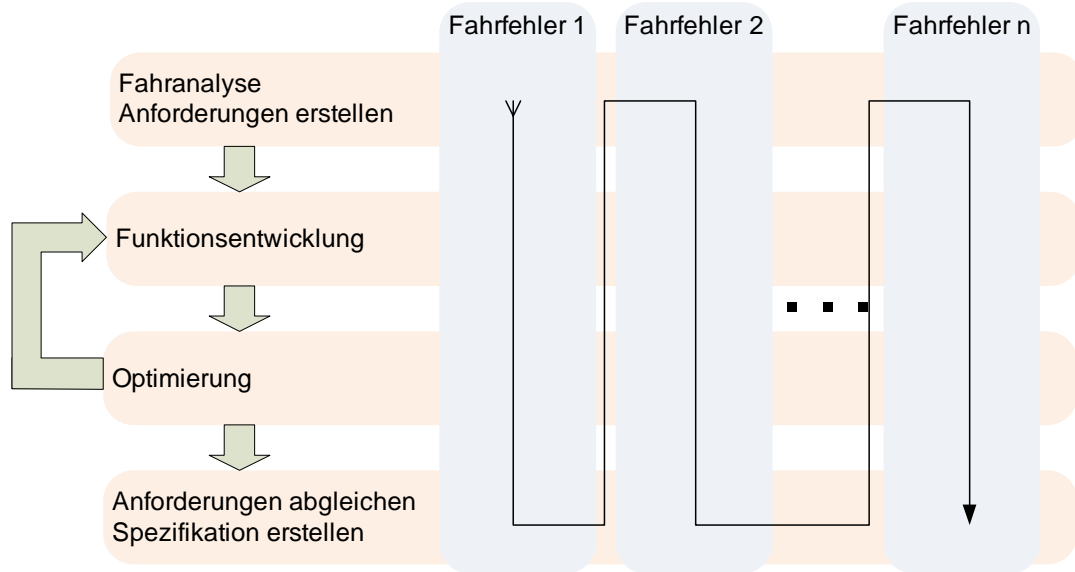 Fahrfehler 1
Fahrfehler 2
Fahrfehler n
Fahranalyse
Anforderungen erstellen
Funktionsentwicklung
Optimierung
Anforderungen abgleichen
Spezifikation erstellen